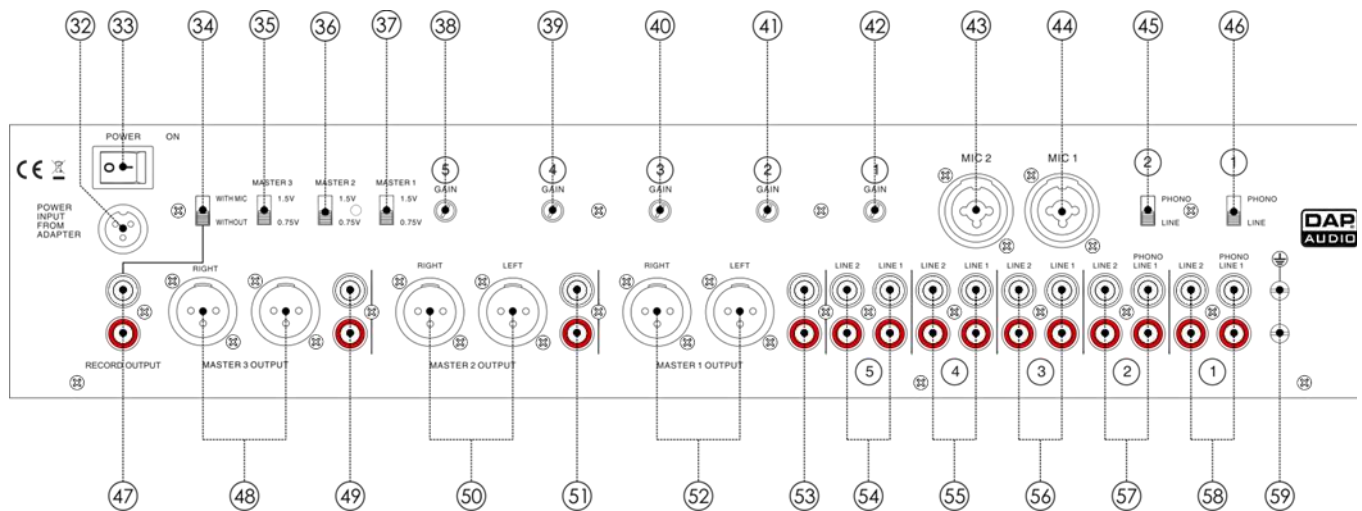 32 33 34 35 36 37 38 39 40 41 42 43 44 45 46
POWER ON
CE
POWER
INPUT
FROM
ADAPTER
WITH MIC
WITHOUT
MASTER 3
1.5V
0.75V
MASTER 2
1.5V
0.75V
MASTER 1
1.5V
0.75V
5
GAIN
4
GAIN
3
GAIN
2
GAIN
1
GAIN
MIC 2
MIC 1
2
PHONO
LINE
1
PHONO
LINE
DAP
AUDIO
RIGHT
RIGHT LEFT
RIGHT LEFT
LINE 2 LINE 1
LINE 2 LINE 1
LINE 2 LINE 1
LINE 2 PHONO
LINE 1
LINE 2 PHONO
LINE 1
RECORD OUTPUT
MASTER 3 OUTPUT
MASTER 2 OUTPUT
MASTER 1 OUTPUT
5 4 3 2 1
47 48 49 50 51 52 53 54 55 56 57 58 59